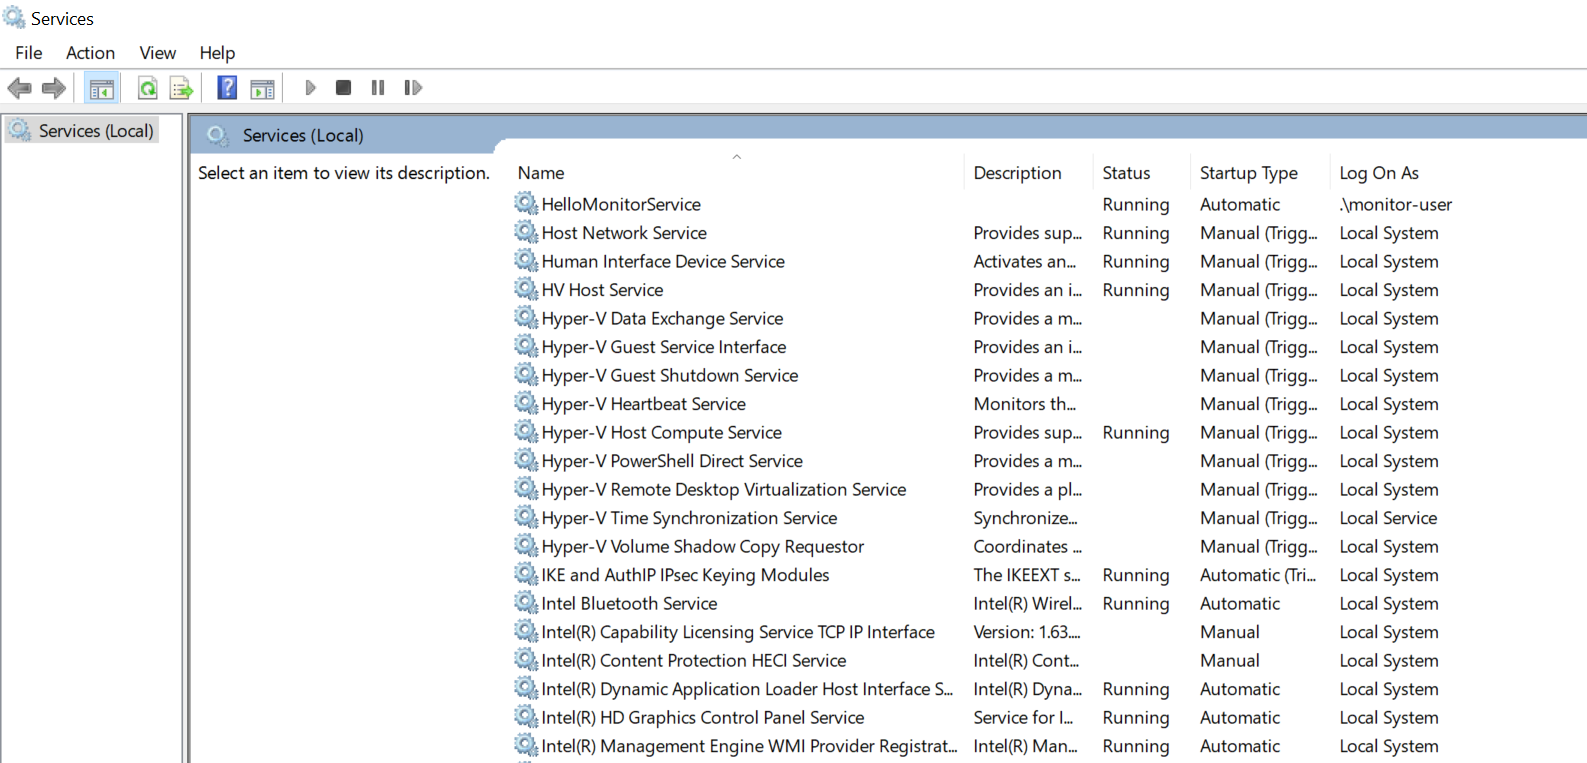 Services
File Action View Help
Services (Local)
Services (Local)
Select an item to view its description.
Name Description Status Startup Type Log On As
HelloMonitorService Running Automatic .\monitor-user
Host Network Service Provides sup... Running Manual (Trigg... Local System
Human Interface Device Service Activates an... Running Manual (Trigg... Local System
HV Host Service Provides an i... Running Manual (Trigg... Local System
Hyper-V Data Exchange Service Provides a m... Manual (Trigg... Local System
Hyper-V Guest Service Interface Provides an i... Manual (Trigg... Local System
Hyper-V Guest Shutdown Service Provides a m... Manual (Trigg... Local System
Hyper-V Heartbeat Service Monitors th... Manual (Trigg... Local System
Hyper-V Host Compute Service Provides sup... Running Manual (Trigg... Local System
Hyper-V PowerShell Direct Service Provides a m... Manual (Trigg... Local System
Hyper-V Remote Desktop Virtualization Service Provides a pl... Manual (Trigg... Local System
Hyper-V Time Synchronization Service Synchronize... Manual (Trigg... Local Service
Hyper-V Volume Shadow Copy Requestor Coordinates ... Manual (Trigg... Local System
IKE and AuthIP IPsec Keying Modules The IKEEXT s... Running Automatic (Tri... Local System
Intel Bluetooth Service Intel(R) Wirel... Running Automatic Local System
Intel(R) Capability Licensing Service TCP IP Interface Version: 1.63.... Manual Local System
Intel(R) Content Protection HECI Service Intel(R) Cont... Manual Local System
Intel(R) Dynamic Application Loader Host Interface S... Intel(R) Dyna... Running Automatic Local System
Intel(R) HD Graphics Control Panel Service Service for I... Running Automatic Local System
Intel(R) Management Engine WMI Provider Registrat... Intel(R) Man... Running Automatic Local System